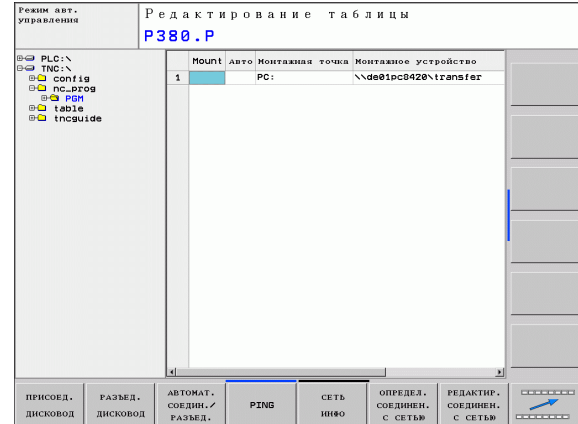 Режим авт.
управления
Редактирование таблицы
P380.P
PLC:\
TNC:\
config
nc_prog
PGM
table
tncguide
Mount Авто Монтажная точка Монтажное устройство
1 PC: \\de01pc8420\transfer
ПРИСОЕД.
ДИСКОВОД
РАЗЪЕД.
ДИСКОВОД
АВТОМАТ.
СОЕДИН./
РАЗЪЕД.
PING
СЕТЬ
ИНФО
ОПРЕДЕЛ.
СОЕДИНЕН.
С СЕТЬЮ
РЕДАКТИР.
СОЕДИНЕН.
С СЕТЬЮ